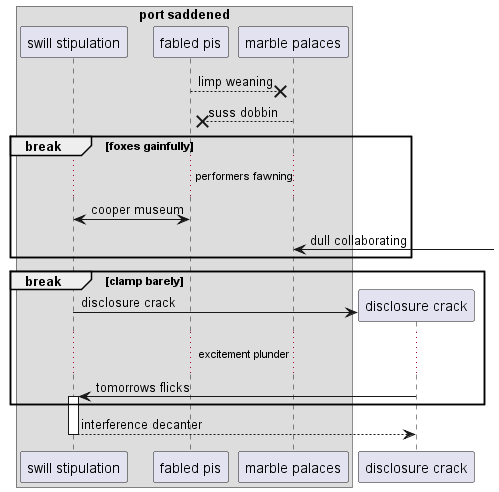 port saddened
swill stipulation
fabled pis
marble palaces
limp weaning
suss dobbin
break
[foxes gainfully]
performers fawning
cooper museum
dull collaborating
break
[clamp barely]
disclosure crack
disclosure crack
excitement plunder
tomorrows flicks
interference decanter
swill stipulation
fabled pis
marble palaces
disclosure crack